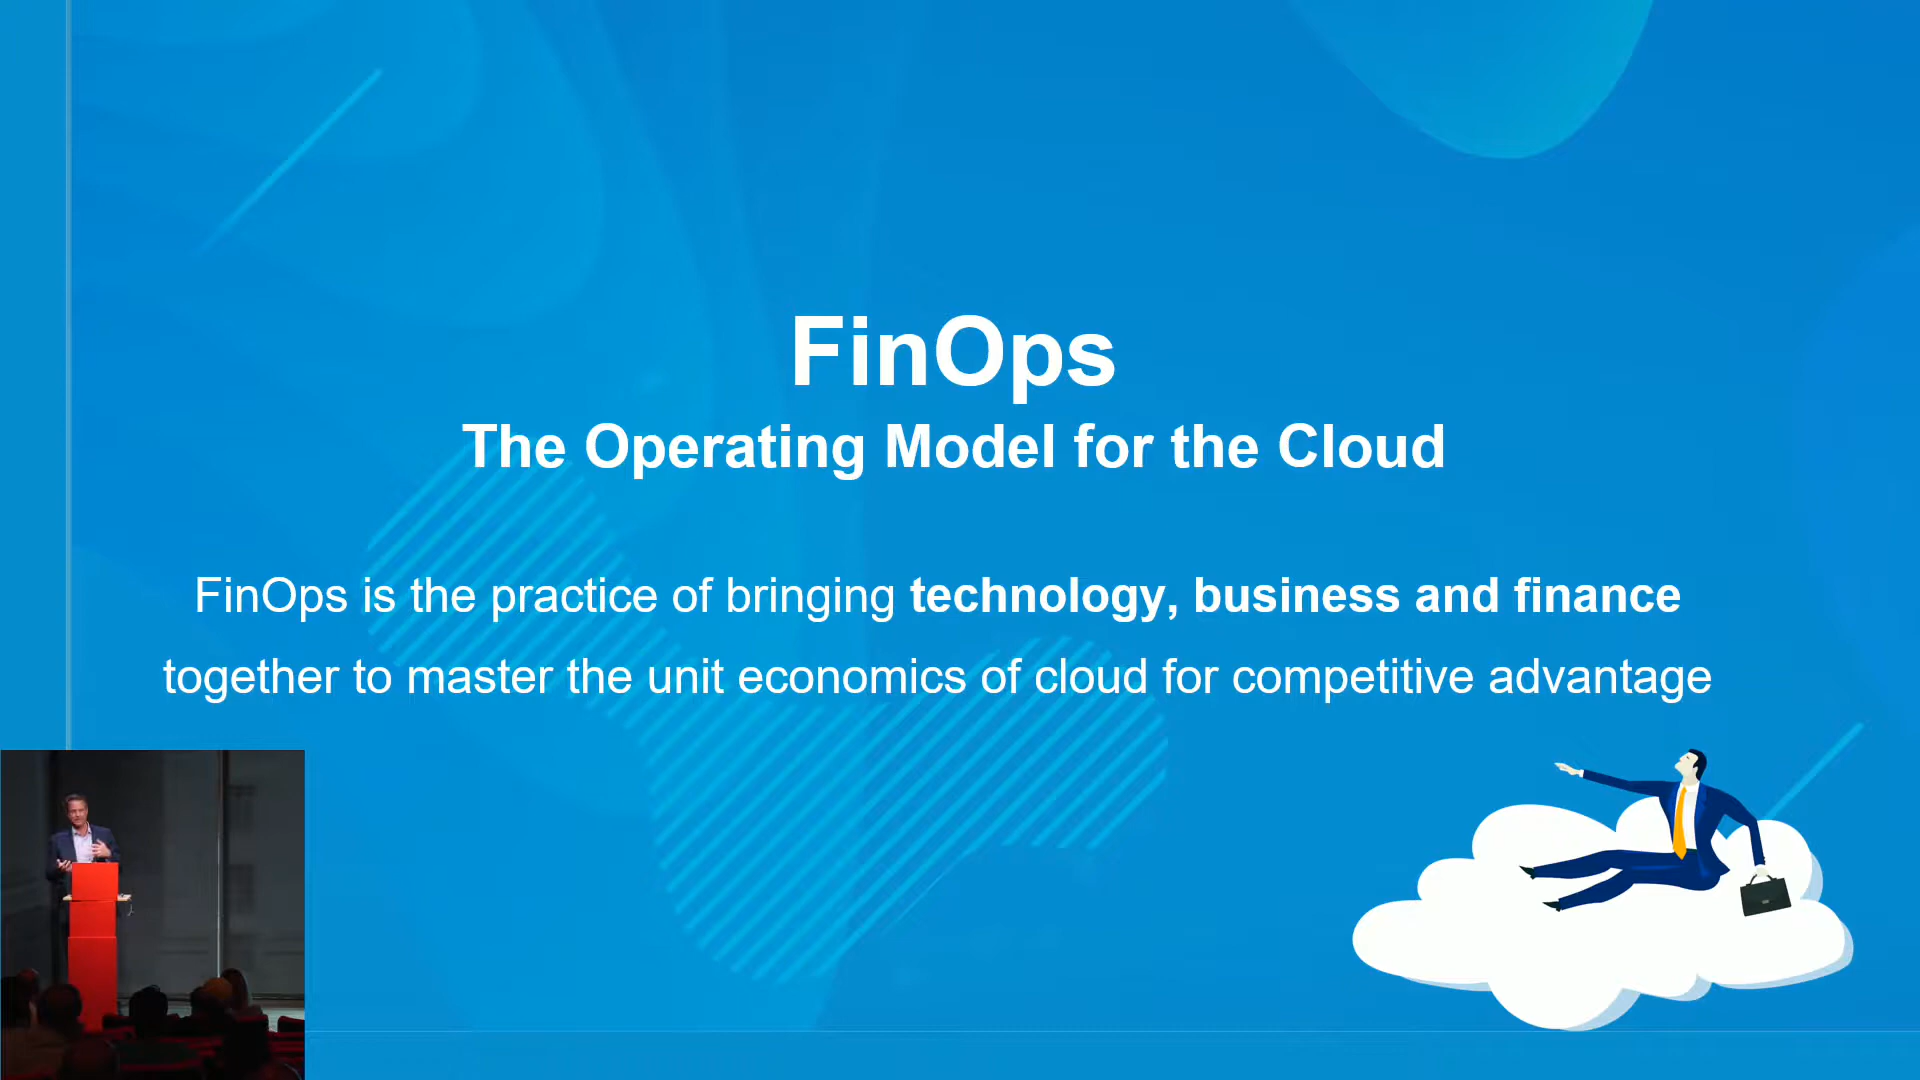 FinOps
The Operating Model for the Cloud
FinOps is the practice of bringing technology, business and finance
together to master the unit economics of cloud for competitive advantage